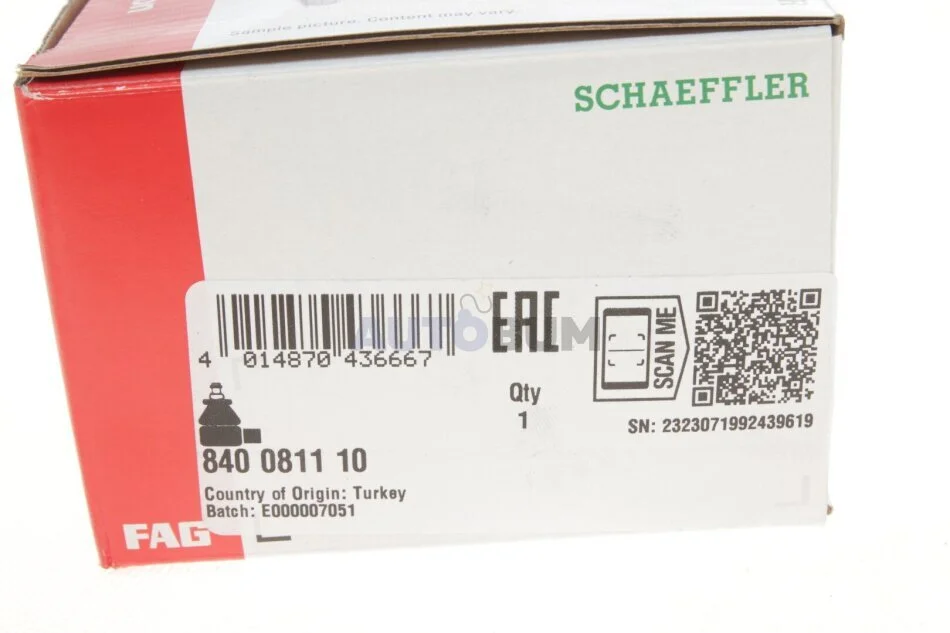 Sample picture. Content may vary.
SCHAEFFLER
4 014870 436667
AUTOBUM
EAC
SCAN ME
Qty
1
SN: 2323071992439619
840 0811 10
Country of Origin: Turkey
Batch: E000007051
FAG